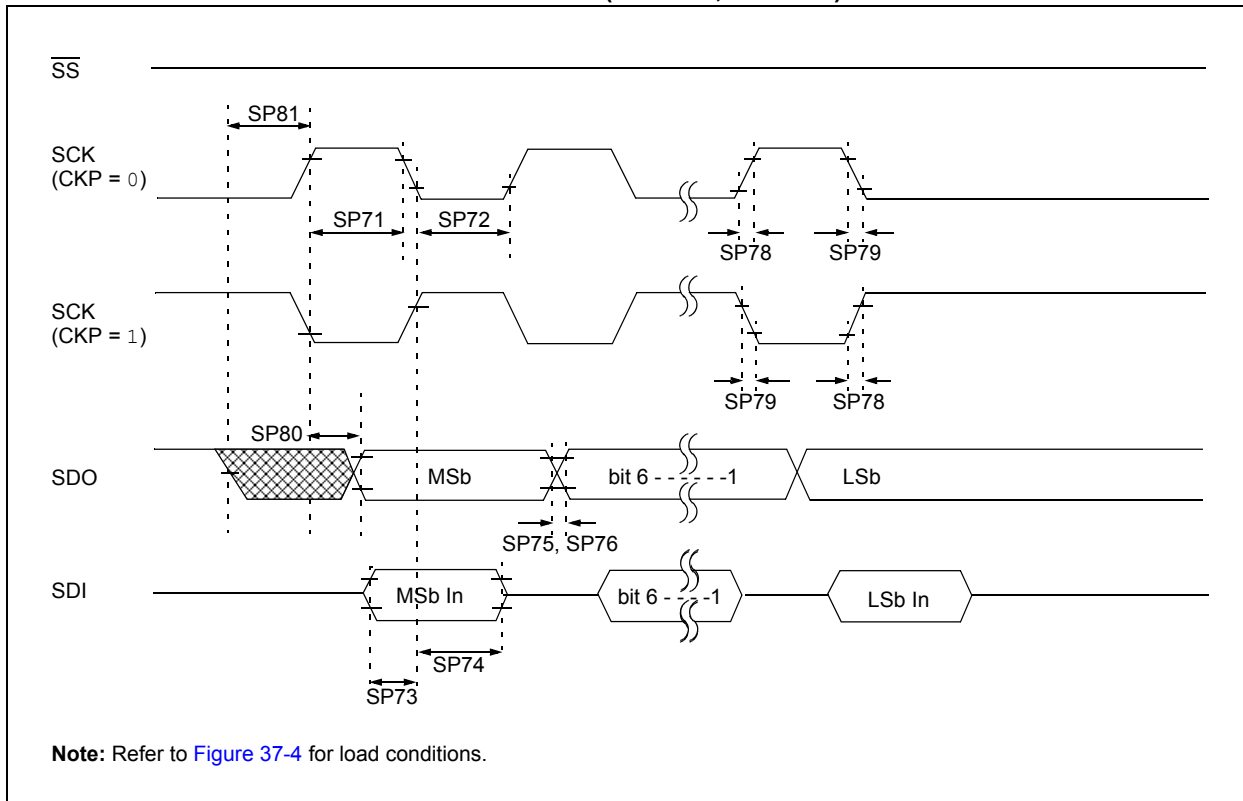 SS
SP81
SCK
(CKP = 0)
SP71
SP72
SP78
SP79
SCK
(CKP = 1)
SP79
SP78
SP80
SDO
MSb
bit 6 - - - - - -1
LSb
SP75, SP76
SDI
MSb In
bit 6 - - - - -1
LSb In
SP74
SP73
Note: Refer to Figure 37-4 for load conditions.